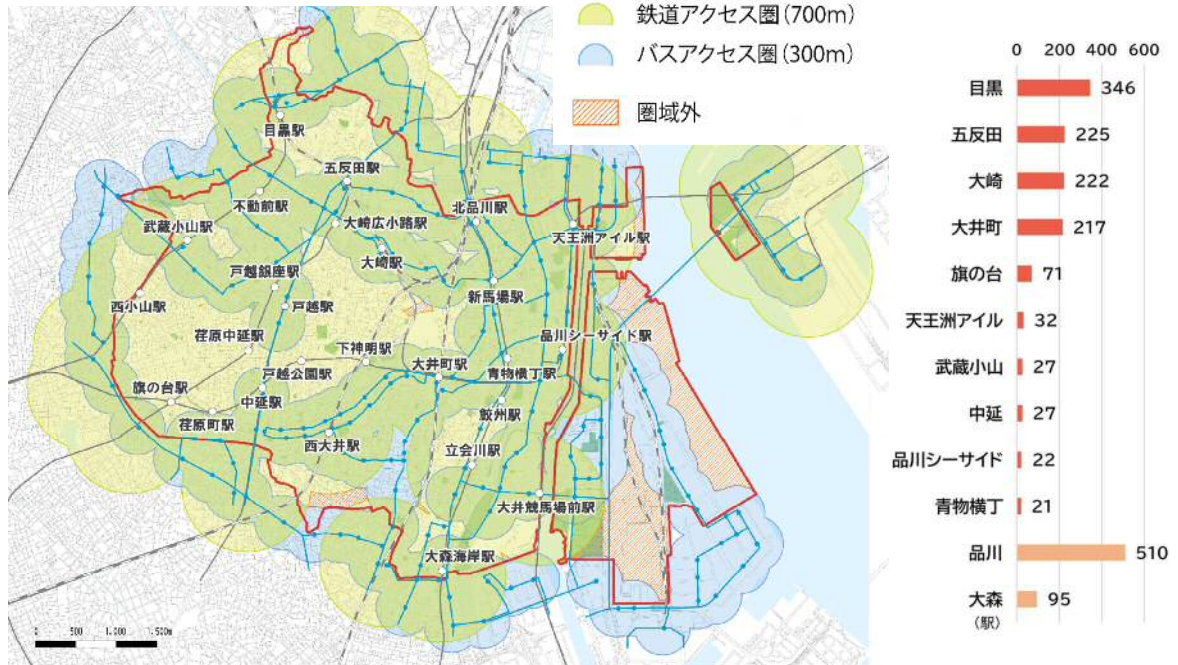 鉄道アクセス圏(700m)
バスアクセス圏(300m)
圏域外
目黒駅
五反田駅
不動前駅
武蔵小山駅
大崎広小路駅
北品川駅
天王洲アイル駅
大崎駅
戸越銀座駅
新馬場駅
西小山駅
戸越駅
荏原中延駅
下神明駅
品川シーサイド駅
大井町駅
青物横丁駅
戸越公園駅
旗の台駅
中延駅
鮫洲駅
荏原町駅
西大井駅
立会川駅
大井競馬場前駅
大森海岸駅
0 500 1,000 1,500m
0 200 400 600
目黒 346
五反田 225
大崎 222
大井町 217
旗の台 71
天王洲アイル 32
武蔵小山 27
中延 27
品川シーサイド 22
青物横丁 21
品川 510
大森 95
(駅)